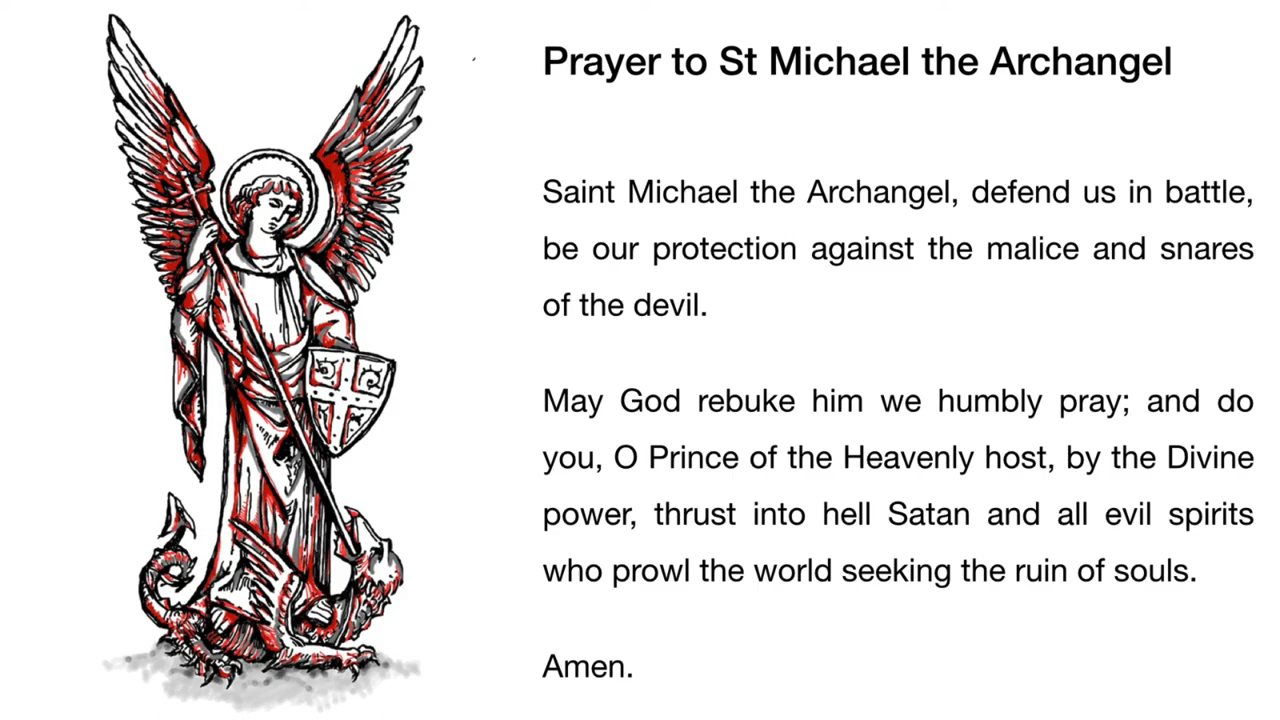 Prayer to St Michael the Archangel
Saint Michael the Archangel, defend us in battle,
be our protection against the malice and snares
of the devil.
May God rebuke him we humbly pray; and do
you, O Prince of the Heavenly host, by the Divine
power, thrust into hell Satan and all evil spirits
who prowl the world seeking the ruin of souls.
Amen.